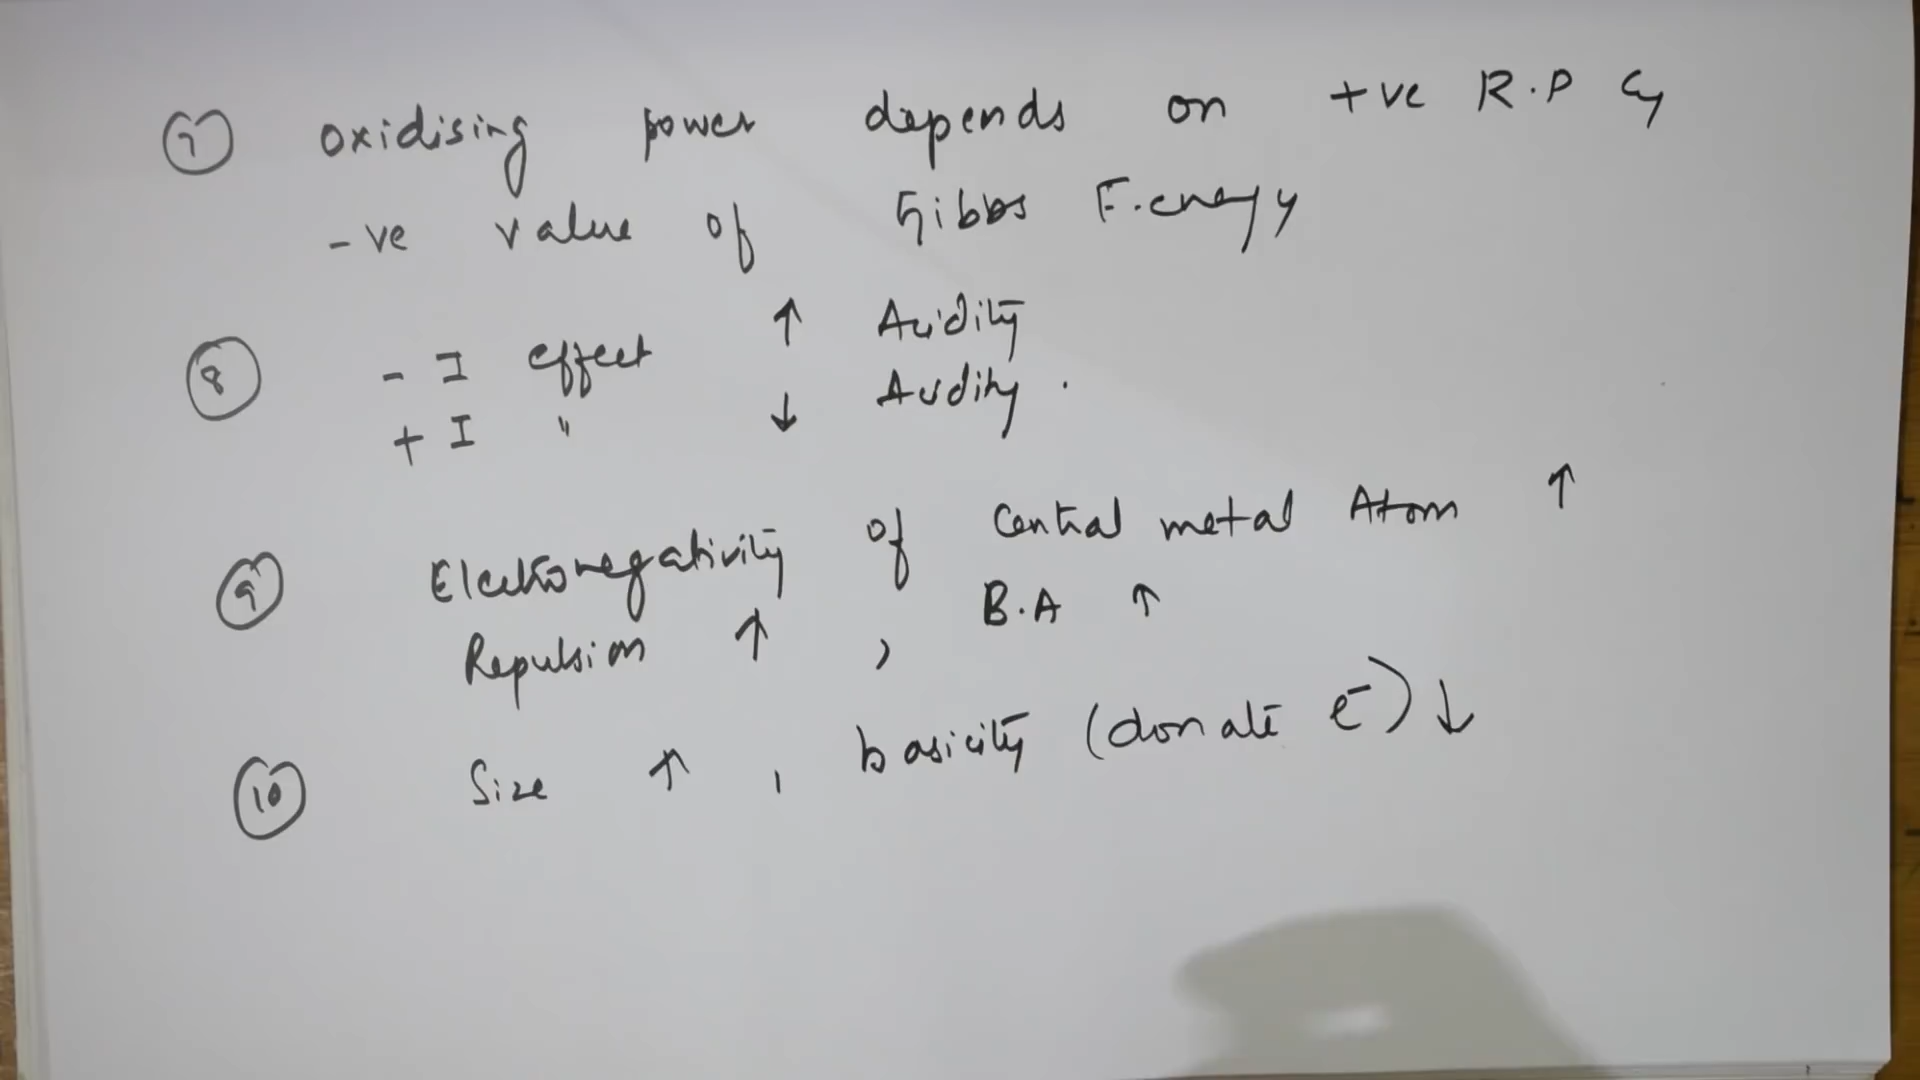 ⑦ oxidising power depends on +ve R.P &
-ve value of Gibbs F.energy
⑧ - I effect ↑ Acidity
+ I " ↓ Acidity .
⑨ Electronegativity of Central metal Atom ↑
Repulsion ↑ , B.A ↑
⑩ Size ↑ , basicity (donate e⁻) ↓